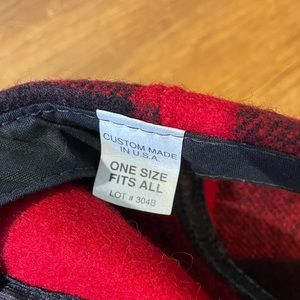 CUSTOM MADE
IN U.S.A.
ONE SIZE
FITS ALL
LOT # 304B